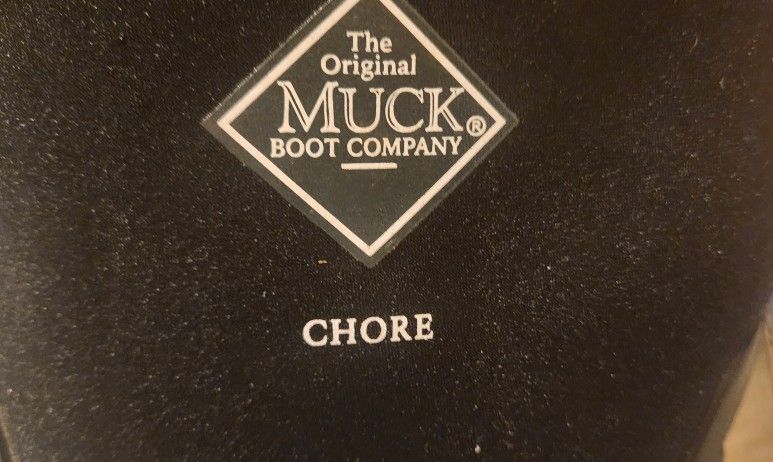 The
Original
MUCK®
BOOT COMPANY
CHORE